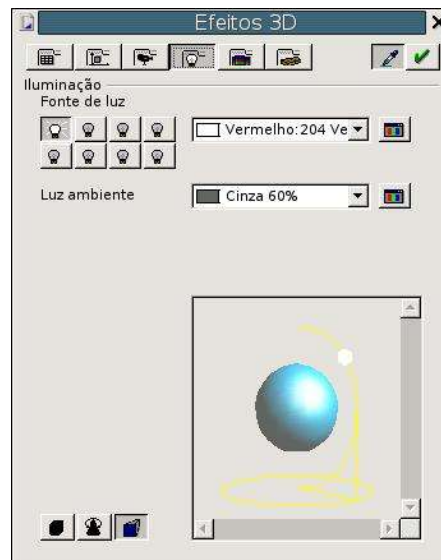 Efeitos 3D
Iluminação
Fonte de luz
Vermelho: 204 Ve
Luz ambiente
Cinza 60%